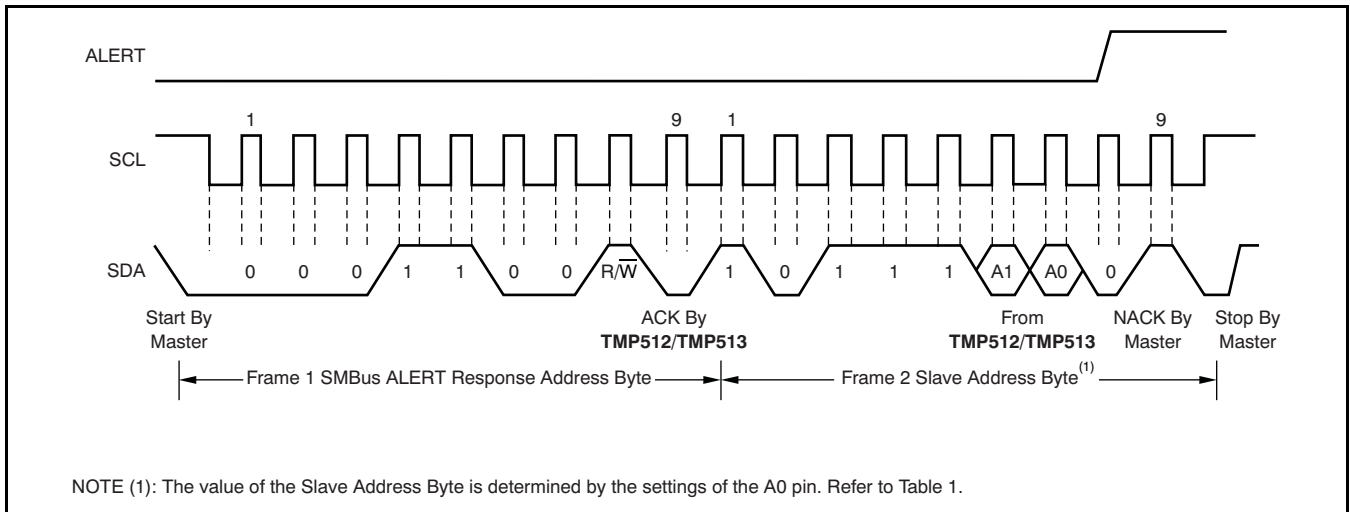 ALERT
1 9 1 9
SCL
SDA
0 0 0 1 1 0 0 R/W 1 0 1 1 1 A1 A0 0
Start By
Master
ACK By
TMP512/TMP513
From
TMP512/TMP513
NACK By
Master
Stop By
Master
Frame 1 SMBus ALERT Response Address Byte
Frame 2 Slave Address Byte(1)
NOTE (1): The value of the Slave Address Byte is determined by the settings of the A0 pin. Refer to Table 1.